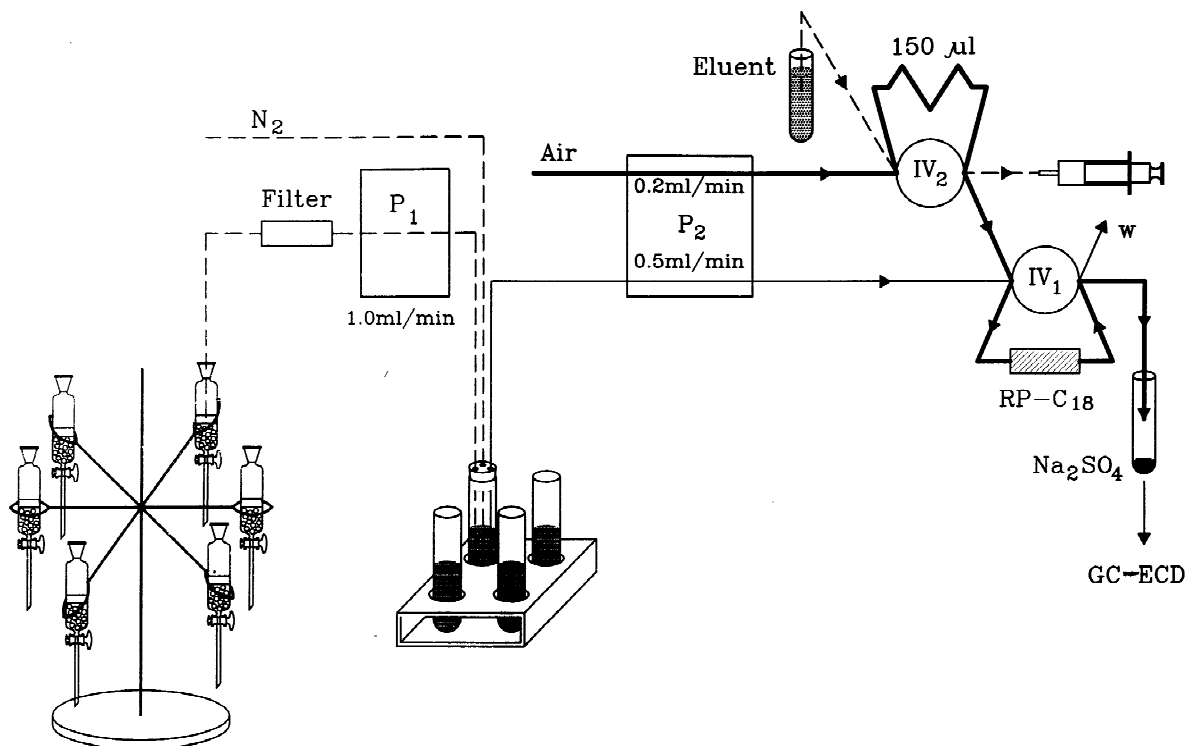 150 μl
Eluent
N₂
Air
IV₂
0.2ml/min
P₁
Filter
P₂
w
0.5ml/min
IV₁
1.0ml/min
RP-C₁₈
Na₂SO₄
GC-ECD